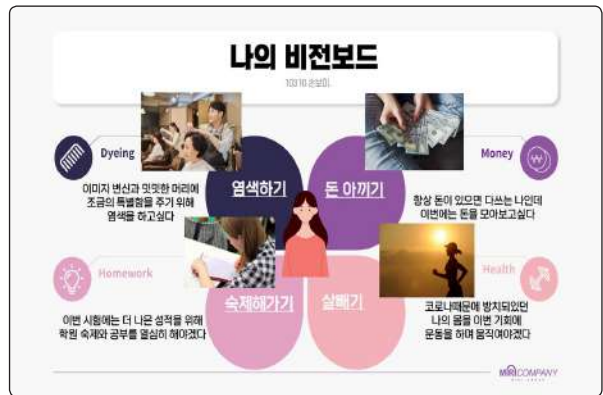 나의 비전보드
10310 손보미
Dyeing
이미지 변신과 밋밋한 머리에
조금의 특별함을 주기 위해
염색을 하고싶다
염색하기
돈 아끼기
Money
항상 돈이 있으면 다쓰는 나인데
이번에는 돈을 모아보고싶다
Homework
이번 시험에는 더 나은 성적을 위해
학원 숙제와 공부를 열심히 해야겠다
숙제해가기
살빼기
Health
코로나때문에 방치되있던
나의 몸을 이번 기회에
운동을 하며 움직여야겠다
MIRICOMPANY